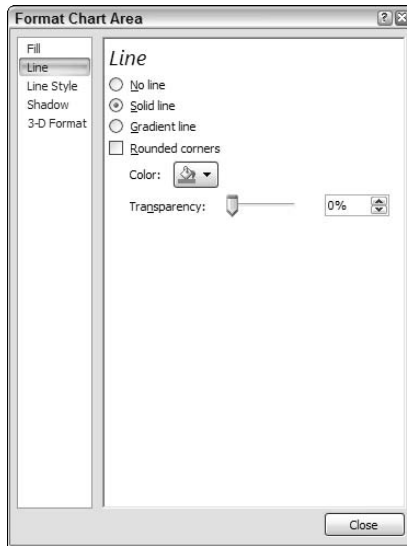 Format Chart Area
Fill
Line
Line Style
Shadow
3-D Format
Line
No line
Solid line
Gradient line
Rounded corners
Color:
Transparency: 0%
Close